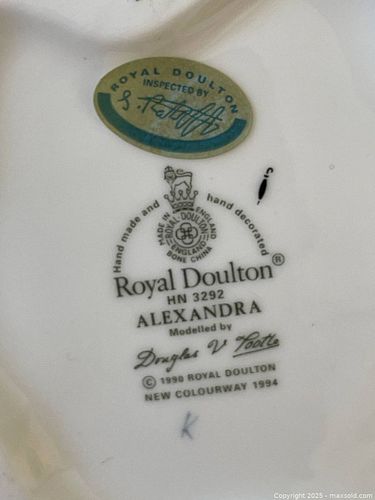 ROYAL DOULTON
INSPECTED BY
Hand made and hand decorated
MADE IN ENGLAND
ROYAL DOULTON
ENGLAND
BONE CHINA
Royal Doulton®
HN 3292
ALEXANDRA
Modelled by
Douglas V Tootle
© 1990 ROYAL DOULTON
NEW COLOURWAY 1994
K
Copyright © 2025 - maxsold.com